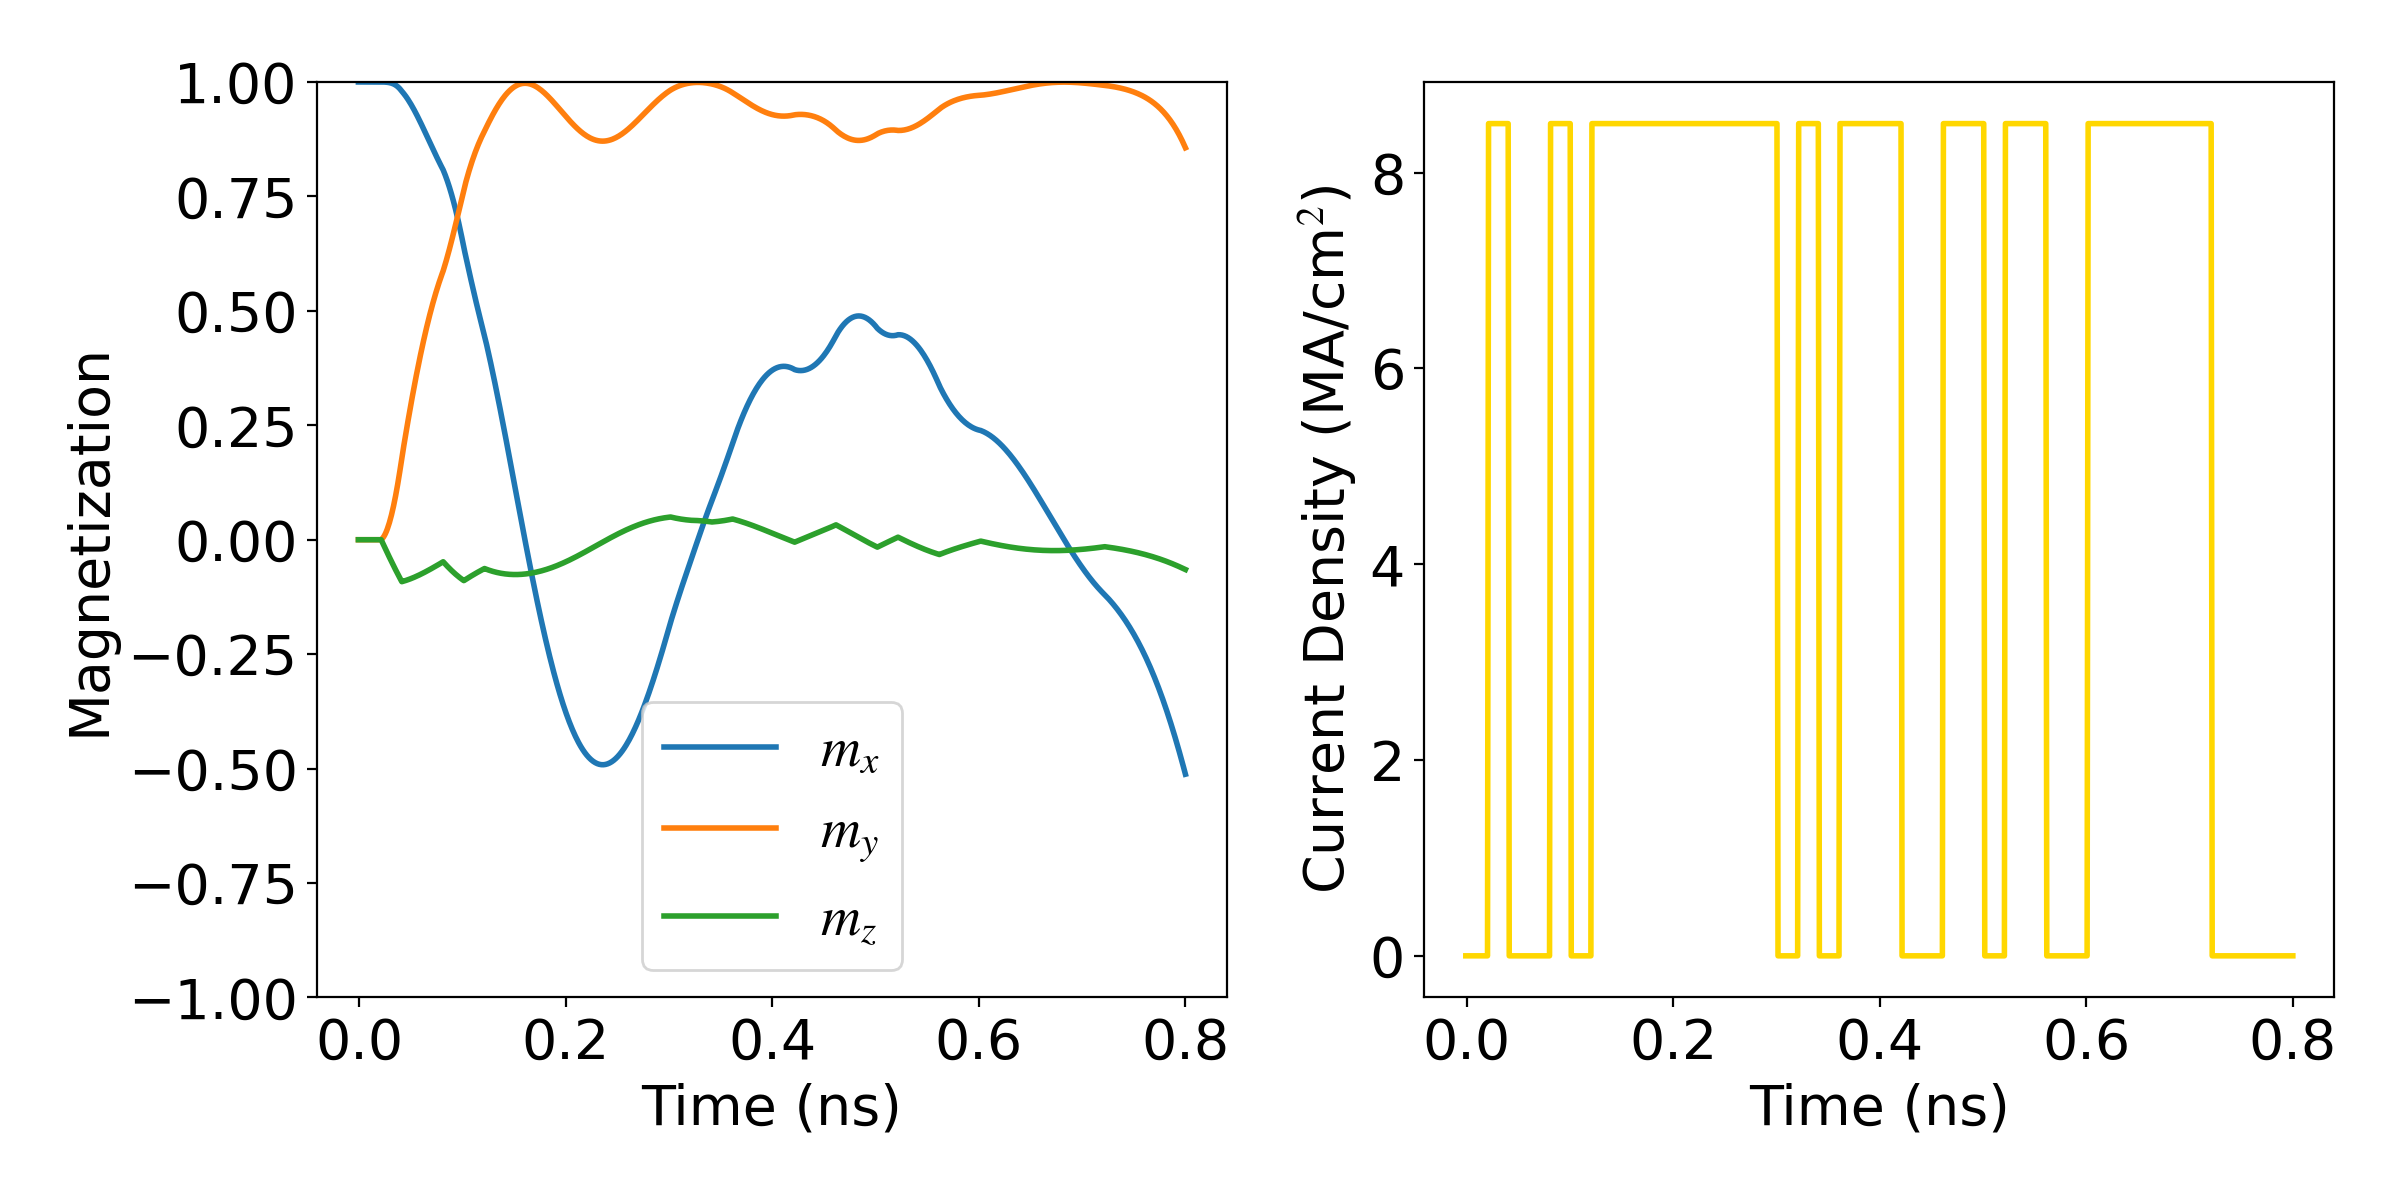 Magnetization
1.00
0.75
0.50
0.25
0.00
−0.25
−0.50
−0.75
−1.00
0.0 0.2 0.4 0.6 0.8
Time (ns)
mₓ
m_y
m_z
Current Density (MA/cm²)
8
6
4
2
0
0.0 0.2 0.4 0.6 0.8
Time (ns)